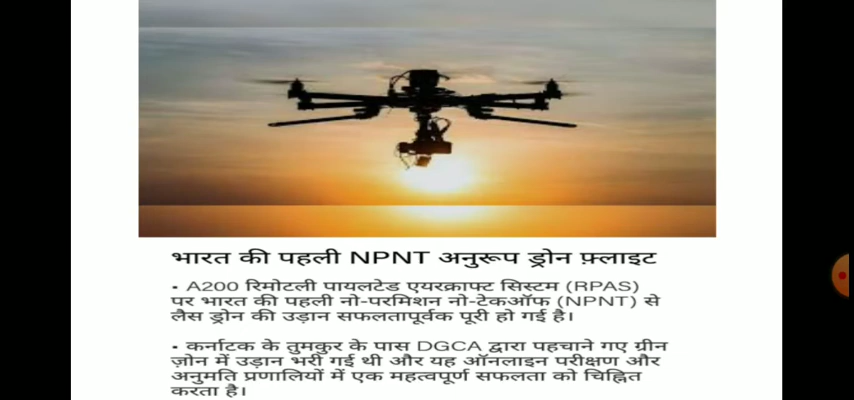 भारत की पहली NPNT अनुरूप ड्रोन फ़्लाइट
• A200 रिमोटली पायलटेड एयरक्राफ्ट सिस्टम (RPAS)
पर भारत की पहली नो-परमिशन नो-टेकऑफ (NPNT) से
लैस ड्रोन की उड़ान सफलतापूर्वक पूरी हो गई है।
• कर्नाटक के तुमकुर के पास DGCA द्वारा पहचाने गए ग्रीन
ज़ोन में उड़ान भरी गई थी और यह ऑनलाइन परीक्षण और
अनुमति प्रणालियों में एक महत्वपूर्ण सफलता को चिह्नित
करता है।